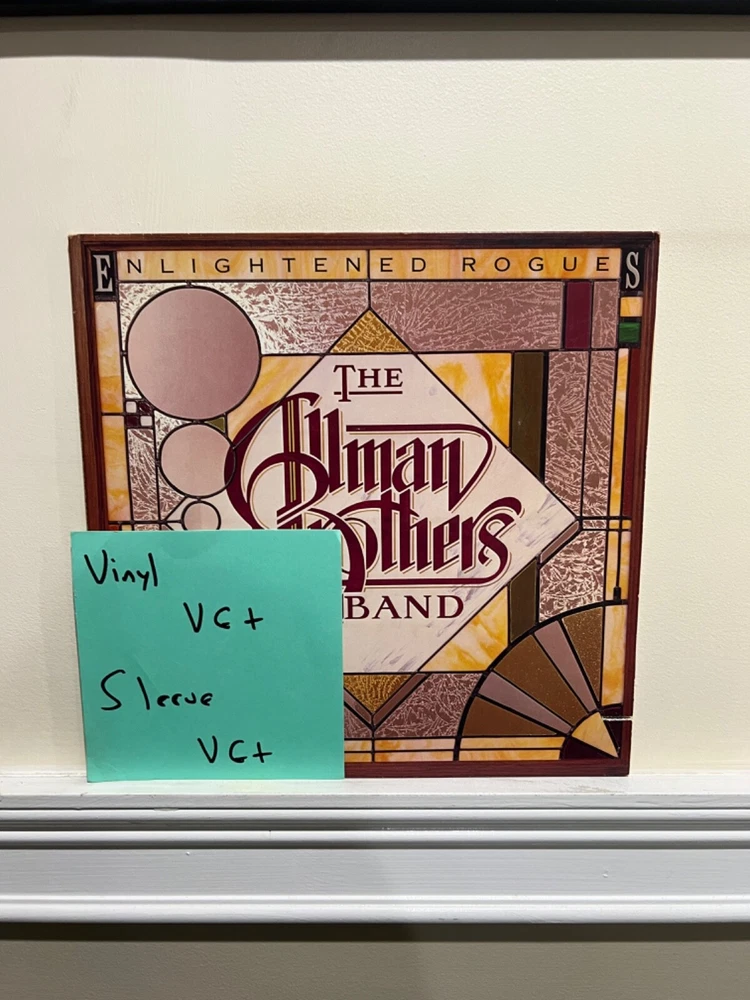 ENLIGHTENED ROGUES
THE
Allman
Brothers
BAND
Vinyl
VG+
Sleeve
VG+